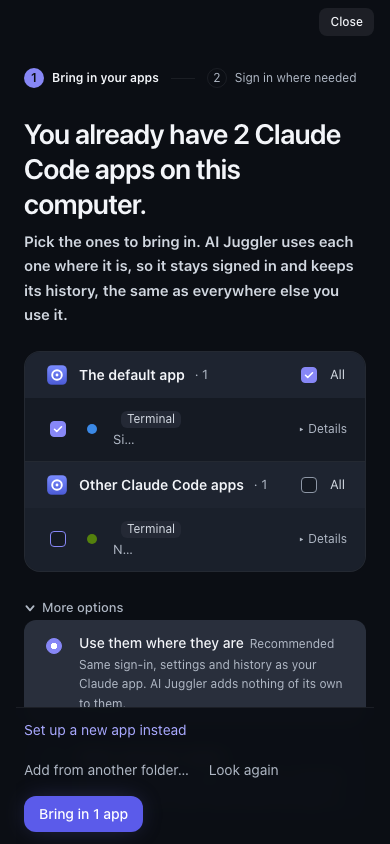 Close
1 Bring in your apps 2 Sign in where needed
You already have 2 Claude
Code apps on this
computer.
Pick the ones to bring in. AI Juggler uses each
one where it is, so it stays signed in and keeps
its history, the same as everywhere else you
use it.
The default app · 1 All
Terminal
Si... Details
Other Claude Code apps · 1 All
Terminal
N... Details
More options
Use them where they are Recommended
Same sign-in, settings and history as your
Claude app. AI Juggler adds nothing of its own
to them.
Set up a new app instead
Add from another folder... Look again
Bring in 1 app